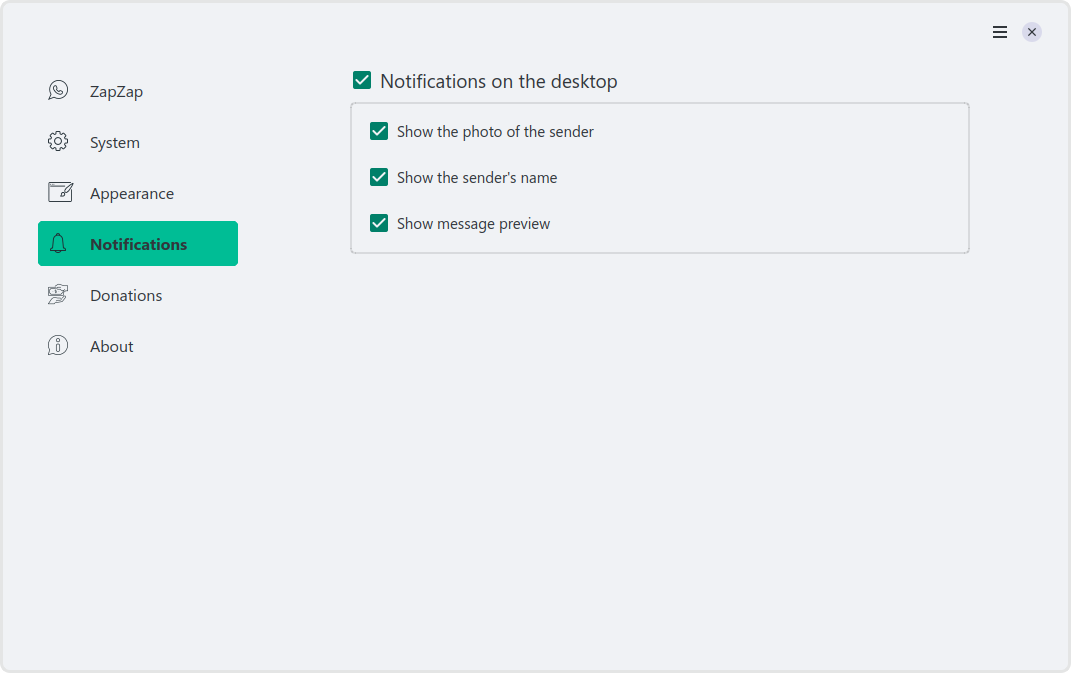 ZapZap
System
Appearance
Notifications
Donations
About
Notifications on the desktop
Show the photo of the sender
Show the sender's name
Show message preview